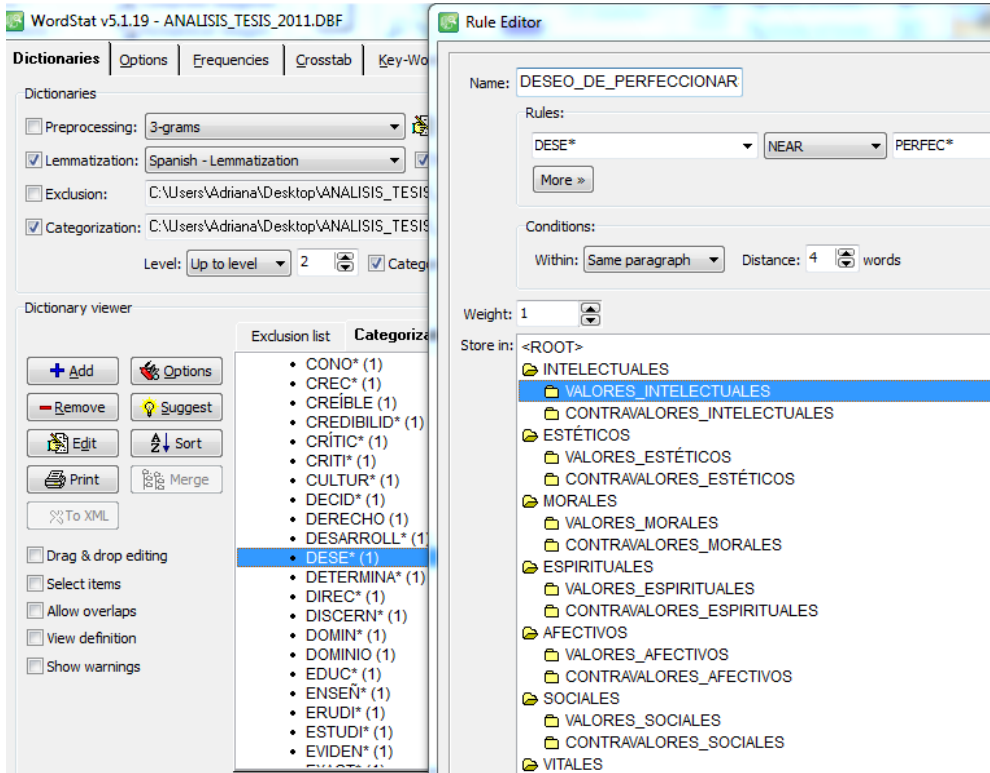 WordStat v5.1.19 - ANALISIS_TESIS_2011.DBF
Dictionaries Options Frequencies Crosstab Key-Wo
Dictionaries
Preprocessing: 3-grams
Lemmatization: Spanish - Lemmatization
Exclusion: C:\Users\Adriana\Desktop\ANALISIS_TESIS
Categorization: C:\Users\Adriana\Desktop\ANALISIS_TESIS
Level: Up to level 2 Catego
Dictionary viewer
Exclusion list Categoriza
Add Options
Remove Suggest
Edit Sort
Print Merge
To XML
Drag & drop editing
Select items
Allow overlaps
View definition
Show warnings
• CONO* (1)
• CREC* (1)
• CREÍBLE (1)
• CREDIBILID* (1)
• CRÍTIC* (1)
• CRITI* (1)
• CULTUR* (1)
• DECID* (1)
• DERECHO (1)
• DESARROLL* (1)
• DESE* (1)
• DETERMINA* (1)
• DIREC* (1)
• DISCERN* (1)
• DOMIN* (1)
• DOMINIO (1)
• EDUC* (1)
• ENSEÑ* (1)
• ERUDI* (1)
• ESTUDI* (1)
• EVIDEN* (1)
Rule Editor
Name: DESEO_DE_PERFECCIONAR
Rules:
DESE* NEAR PERFEC*
More »
Conditions:
Within: Same paragraph Distance: 4 words
Weight: 1
Store in: <ROOT>
INTELECTUALES
VALORES_INTELECTUALES
CONTRAVALORES_INTELECTUALES
ESTÉTICOS
VALORES_ESTÉTICOS
CONTRAVALORES_ESTÉTICOS
MORALES
VALORES_MORALES
CONTRAVALORES_MORALES
ESPIRITUALES
VALORES_ESPIRITUALES
CONTRAVALORES_ESPIRITUALES
AFECTIVOS
VALORES_AFECTIVOS
CONTRAVALORES_AFECTIVOS
SOCIALES
VALORES_SOCIALES
CONTRAVALORES_SOCIALES
VITALES